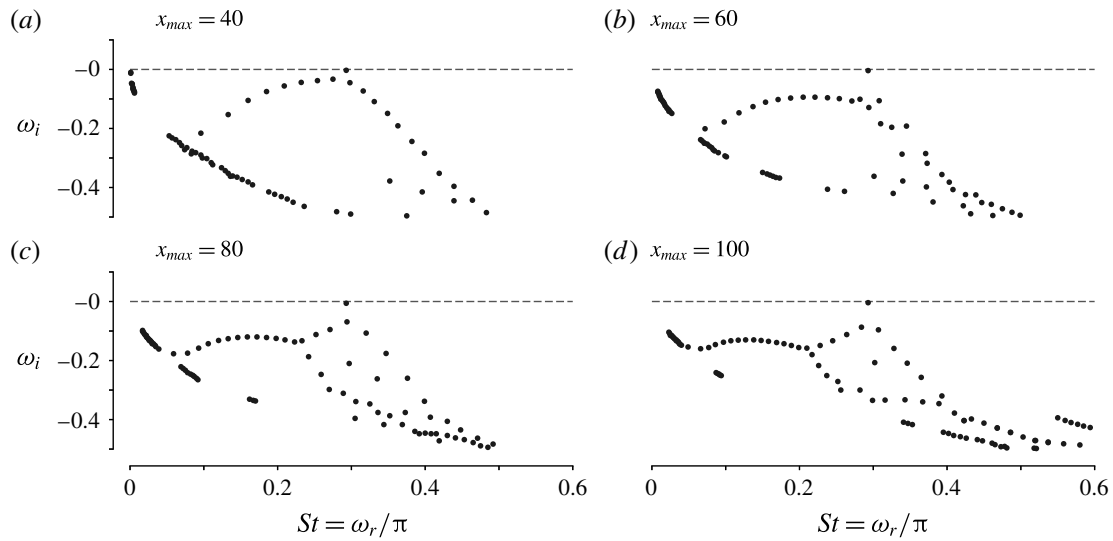 (a) x_max = 40
–0
ω_i –0.2
–0.4
(b) x_max = 60
(c) x_max = 80
–0
ω_i –0.2
–0.4
0 0.2 0.4 0.6
St = ω_r/π
(d) x_max = 100
0 0.2 0.4 0.6
St = ω_r/π